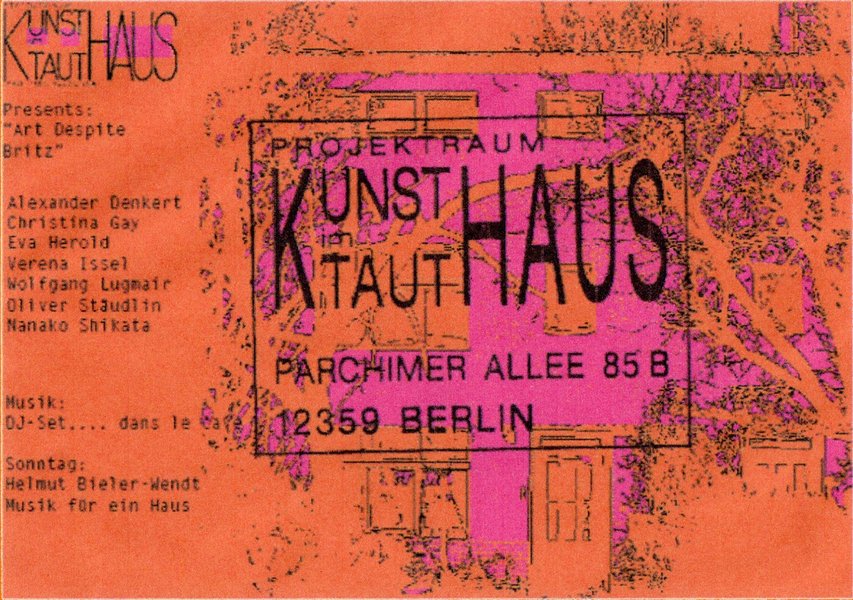 KUNST
im
TAUT HAUS
Presents:
"Art Despite
Britz"
Alexander Denkert
Christina Gay
Eva Herold
Verena Issel
Wolfgang Lugmair
Oliver Stäudlin
Nanako Shikata
Musik:
DJ-Set.... dans le
Sonntag:
Helmut Bieler-Wendt
Musik für ein Haus
PROJEKTRAUM
KUNST
im
TAUT HAUS
PARCHIMER ALLEE 85 B
12359 BERLIN